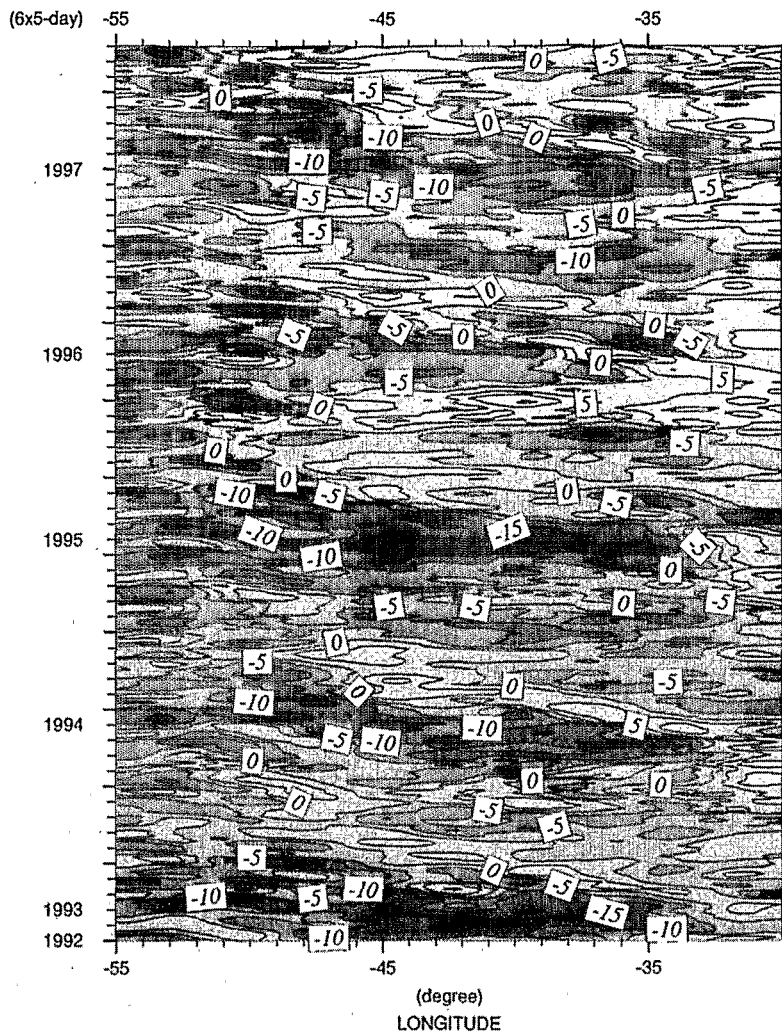 (6x5-day) -55 -45 -35
0 -5
0 -5
-10 0 0
1997 -10
-5 -5 -10 -5
-5 -5 0
-10
0
-5 -5 0 0 -5
1996 0
-5 5
0 5
0 -5
0 0
-10 -5 -5
-10 -15
1995 -10 -5
0
-5 -5 0 -5
0
-5
0 0 -5
-10
1994 -10 5
-5 -10
0 0 0
0 -5
-5
-5 0
-10 -5 -10 -5
1993 -15
1992 -10 -10
-55 -45 -35
(degree)
LONGITUDE